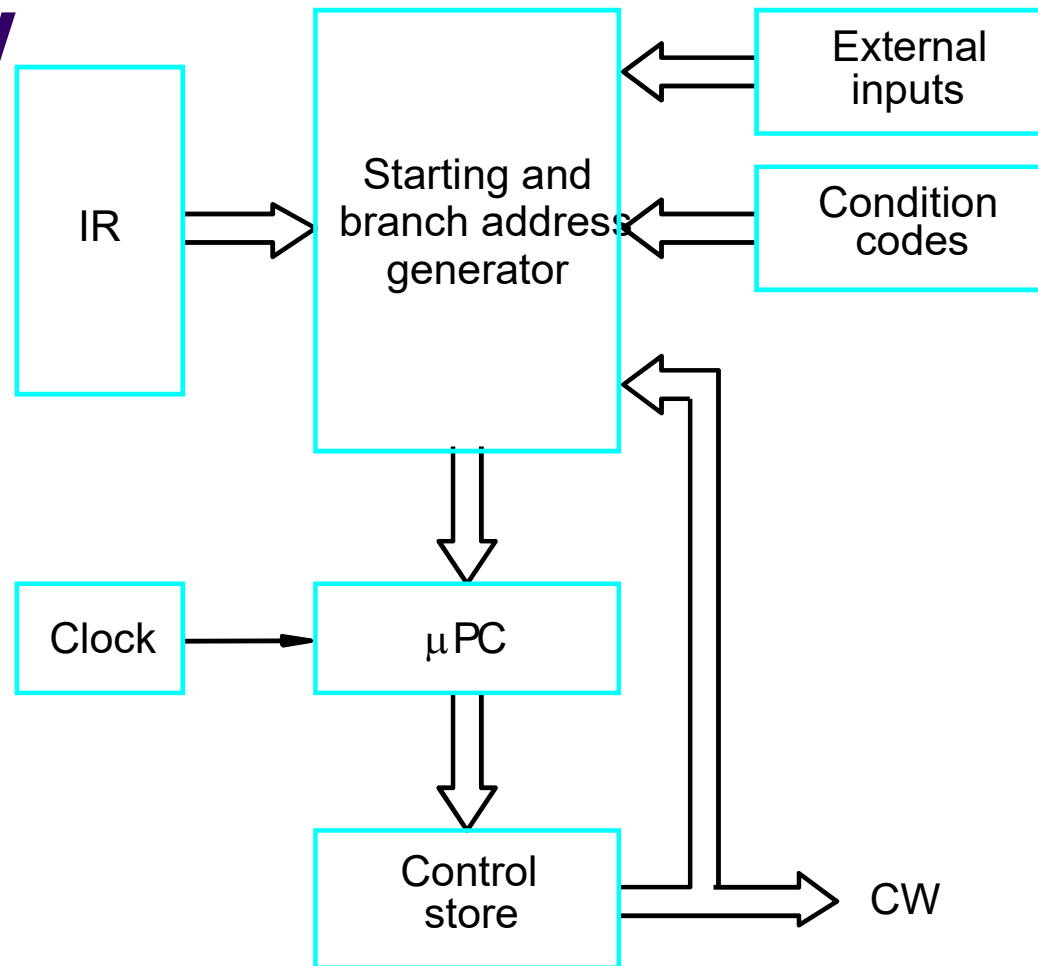 External
inputs
IR
Starting and
branch address
generator
Condition
codes
Clock
μPC
Control
store
CW